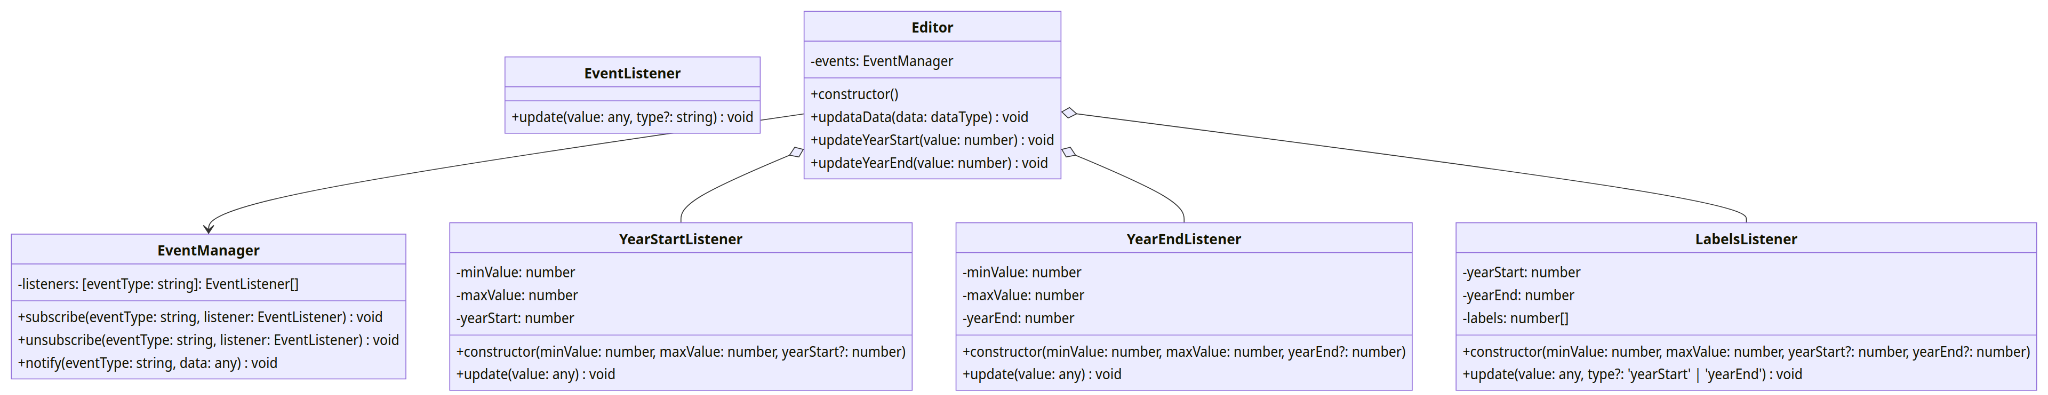 Editor
-events: EventManager
+constructor()
+updataData(data: dataType) : void
+updateYearStart(value: number) : void
+updateYearEnd(value: number) : void
EventListener
+update(value: any, type?: string) : void
EventManager
-listeners: [eventType: string]: EventListener[]
+subscribe(eventType: string, listener: EventListener) : void
+unsubscribe(eventType: string, listener: EventListener) : void
+notify(eventType: string, data: any) : void
YearStartListener
-minValue: number
-maxValue: number
-yearStart: number
+constructor(minValue: number, maxValue: number, yearStart?: number)
+update(value: any) : void
YearEndListener
-minValue: number
-maxValue: number
-yearEnd: number
+constructor(minValue: number, maxValue: number, yearEnd?: number)
+update(value: any) : void
LabelsListener
-yearStart: number
-yearEnd: number
-labels: number[]
+constructor(minValue: number, maxValue: number, yearStart?: number, yearEnd?: number)
+update(value: any, type?: 'yearStart' | 'yearEnd') : void